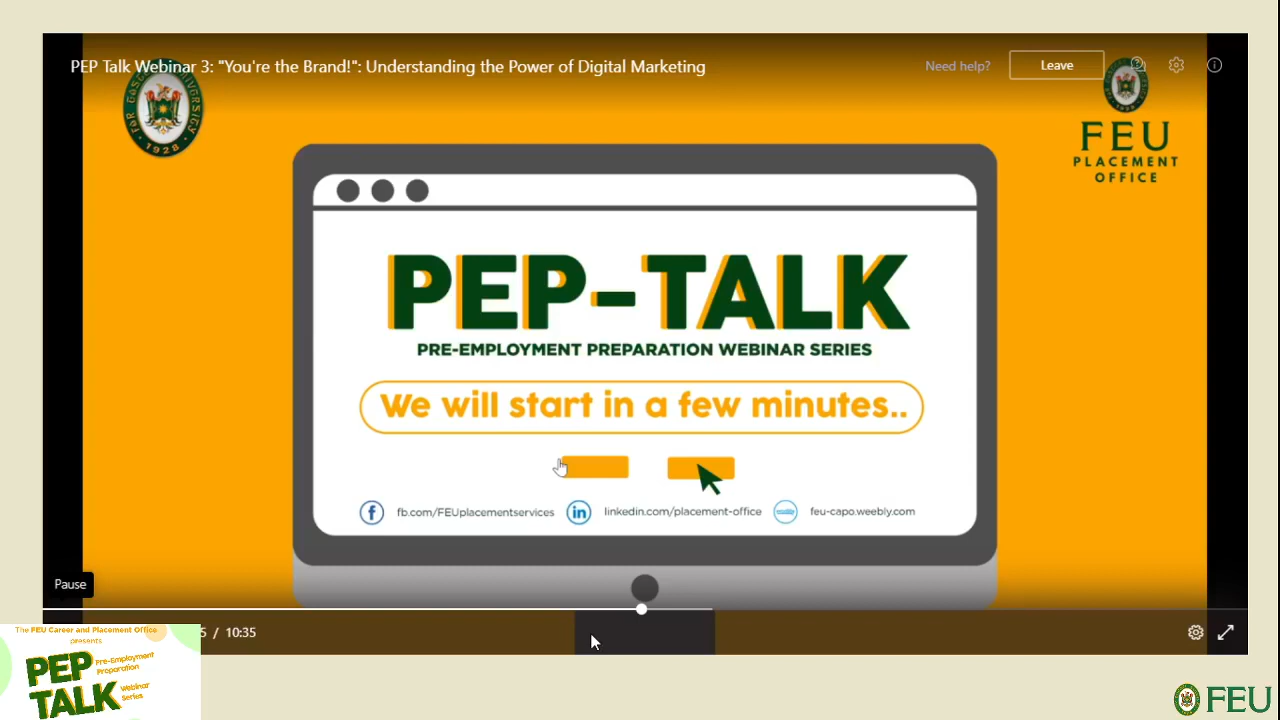 PEP Talk Webinar 3: "You're the Brand!": Understanding the Power of Digital Marketing
Need help?
Leave
1928
FEU
PLACEMENT
OFFICE
PEP-TALK
PRE-EMPLOYMENT PREPARATION WEBINAR SERIES
We will start in a few minutes..
fb.com/FEUplacementservices
linkedin.com/placement-office
feu-capo.weebly.com
Pause
5 / 10:35
The FEU Career and Placement Office
presents
PEP
TALK
Pre-Employment
Preparation
Webinar
Series
FEU